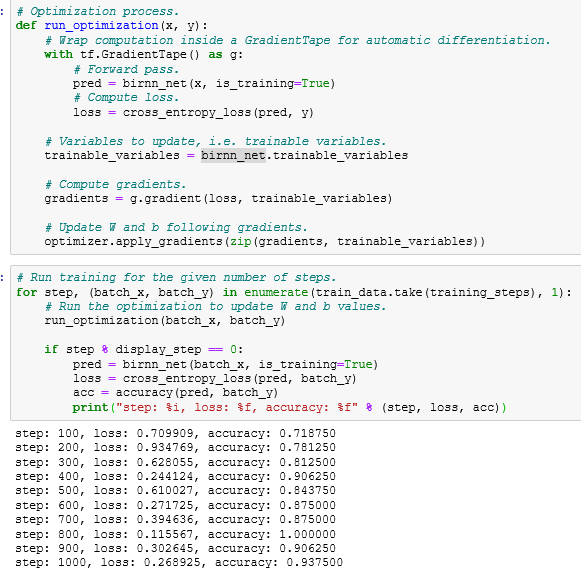 # Optimization process.
def run_optimization(x, y):
    # Wrap computation inside a GradientTape for automatic differentiation.
    with tf.GradientTape() as g:
        # Forward pass.
        pred = birnn_net(x, is_training=True)
        # Compute loss.
        loss = cross_entropy_loss(pred, y)

    # Variables to update, i.e. trainable variables.
    trainable_variables = birnn_net.trainable_variables

    # Compute gradients.
    gradients = g.gradient(loss, trainable_variables)

    # Update W and b following gradients.
    optimizer.apply_gradients(zip(gradients, trainable_variables))

# Run training for the given number of steps.
for step, (batch_x, batch_y) in enumerate(train_data.take(training_steps), 1):
    # Run the optimization to update W and b values.
    run_optimization(batch_x, batch_y)

    if step % display_step == 0:
        pred = birnn_net(batch_x, is_training=True)
        loss = cross_entropy_loss(pred, batch_y)
        acc = accuracy(pred, batch_y)
        print("step: %i, loss: %f, accuracy: %f" % (step, loss, acc))

step: 100, loss: 0.709909, accuracy: 0.718750
step: 200, loss: 0.934769, accuracy: 0.781250
step: 300, loss: 0.628055, accuracy: 0.812500
step: 400, loss: 0.244124, accuracy: 0.906250
step: 500, loss: 0.610027, accuracy: 0.843750
step: 600, loss: 0.271725, accuracy: 0.875000
step: 700, loss: 0.394636, accuracy: 0.875000
step: 800, loss: 0.115567, accuracy: 1.000000
step: 900, loss: 0.302645, accuracy: 0.906250
step: 1000, loss: 0.268925, accuracy: 0.937500